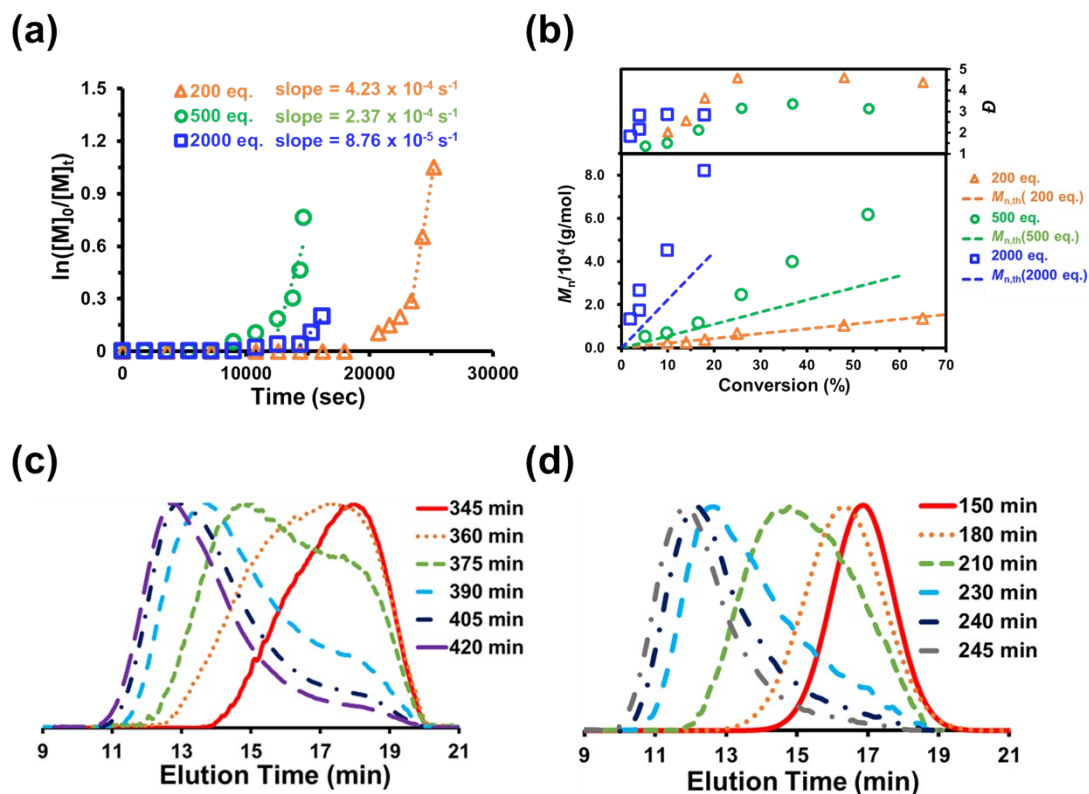 (a)
1.5
1.2
0.9
0.6
0.3
0
ln([M]₀/[M]ₜ)
200 eq. slope = 4.23 x 10⁻⁴ s⁻¹
500 eq. slope = 2.37 x 10⁻⁴ s⁻¹
2000 eq. slope = 8.76 x 10⁻⁵ s⁻¹
0 10000 20000 30000
Time (sec)
(b)
5
4
3
2
1
Đ
8.0
6.0
4.0
2.0
0.0
Mₙ/10⁴ (g/mol)
0 10 20 30 40 50 60 70
Conversion (%)
200 eq.
Mₙ,ₜₕ( 200 eq.)
500 eq.
Mₙ,ₜₕ(500 eq.)
2000 eq.
Mₙ,ₜₕ(2000 eq.)
(c)
345 min
360 min
375 min
390 min
405 min
420 min
9 11 13 15 17 19 21
Elution Time (min)
(d)
150 min
180 min
210 min
230 min
240 min
245 min
9 11 13 15 17 19 21
Elution Time (min)